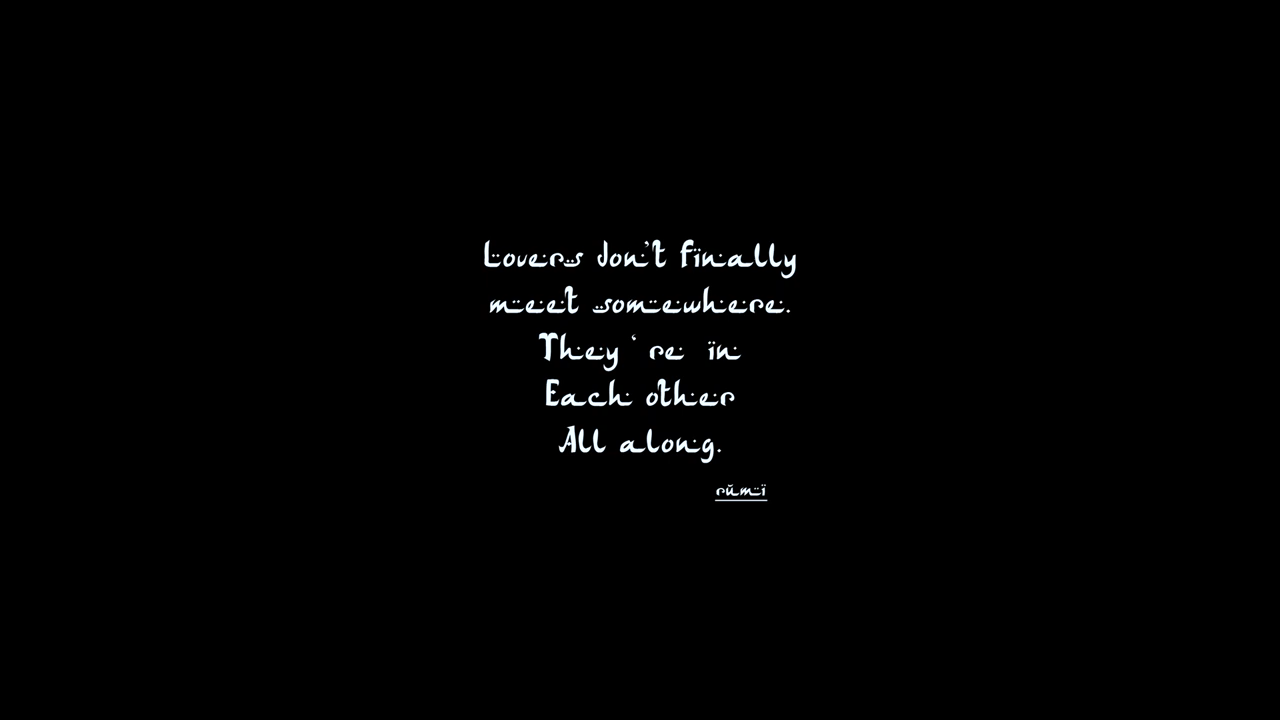 Lovers don't finally
meet somewhere.
They ' re in
Each other
All along.
rumi